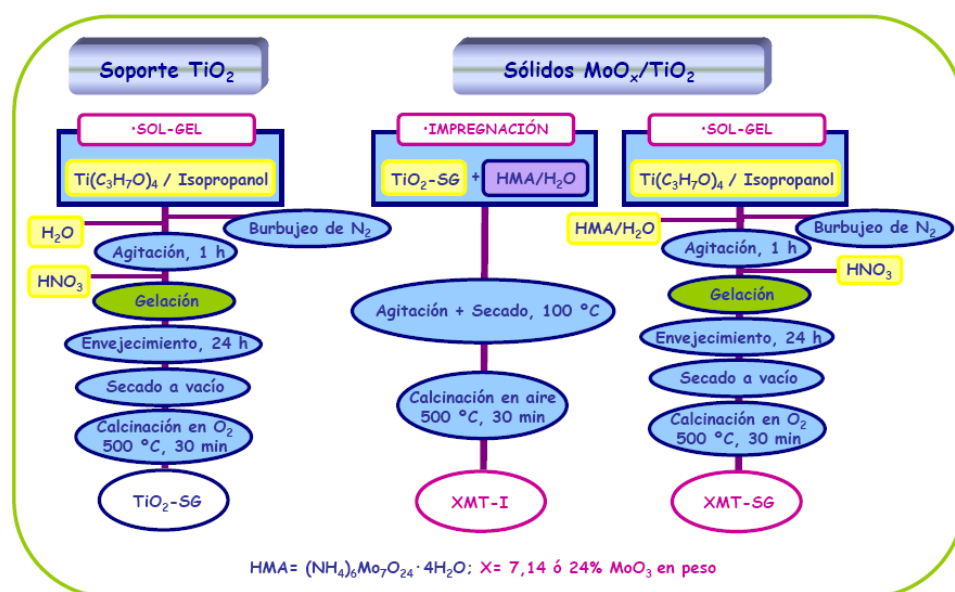 Soporte TiO₂
Sólidos MoOₓ/TiO₂
·SOL-GEL
Ti(C₃H₇O)₄ / Isopropanol
H₂O
Burbujeo de N₂
Agitación, 1 h
HNO₃
Gelación
Envejecimiento, 24 h
Secado a vacío
Calcinación en O₂
500 ºC, 30 min
TiO₂-SG
·IMPREGNACIÓN
TiO₂-SG + HMA/H₂O
Agitación + Secado, 100 ºC
Calcinación en aire
500 ºC, 30 min
XMT-I
·SOL-GEL
Ti(C₃H₇O)₄ / Isopropanol
HMA/H₂O
Burbujeo de N₂
Agitación, 1 h
HNO₃
Gelación
Envejecimiento, 24 h
Secado a vacío
Calcinación en O₂
500 ºC, 30 min
XMT-SG
HMA= (NH₄)₆Mo₇O₂₄·4H₂O; X= 7,14 ó 24% MoO₃ en peso